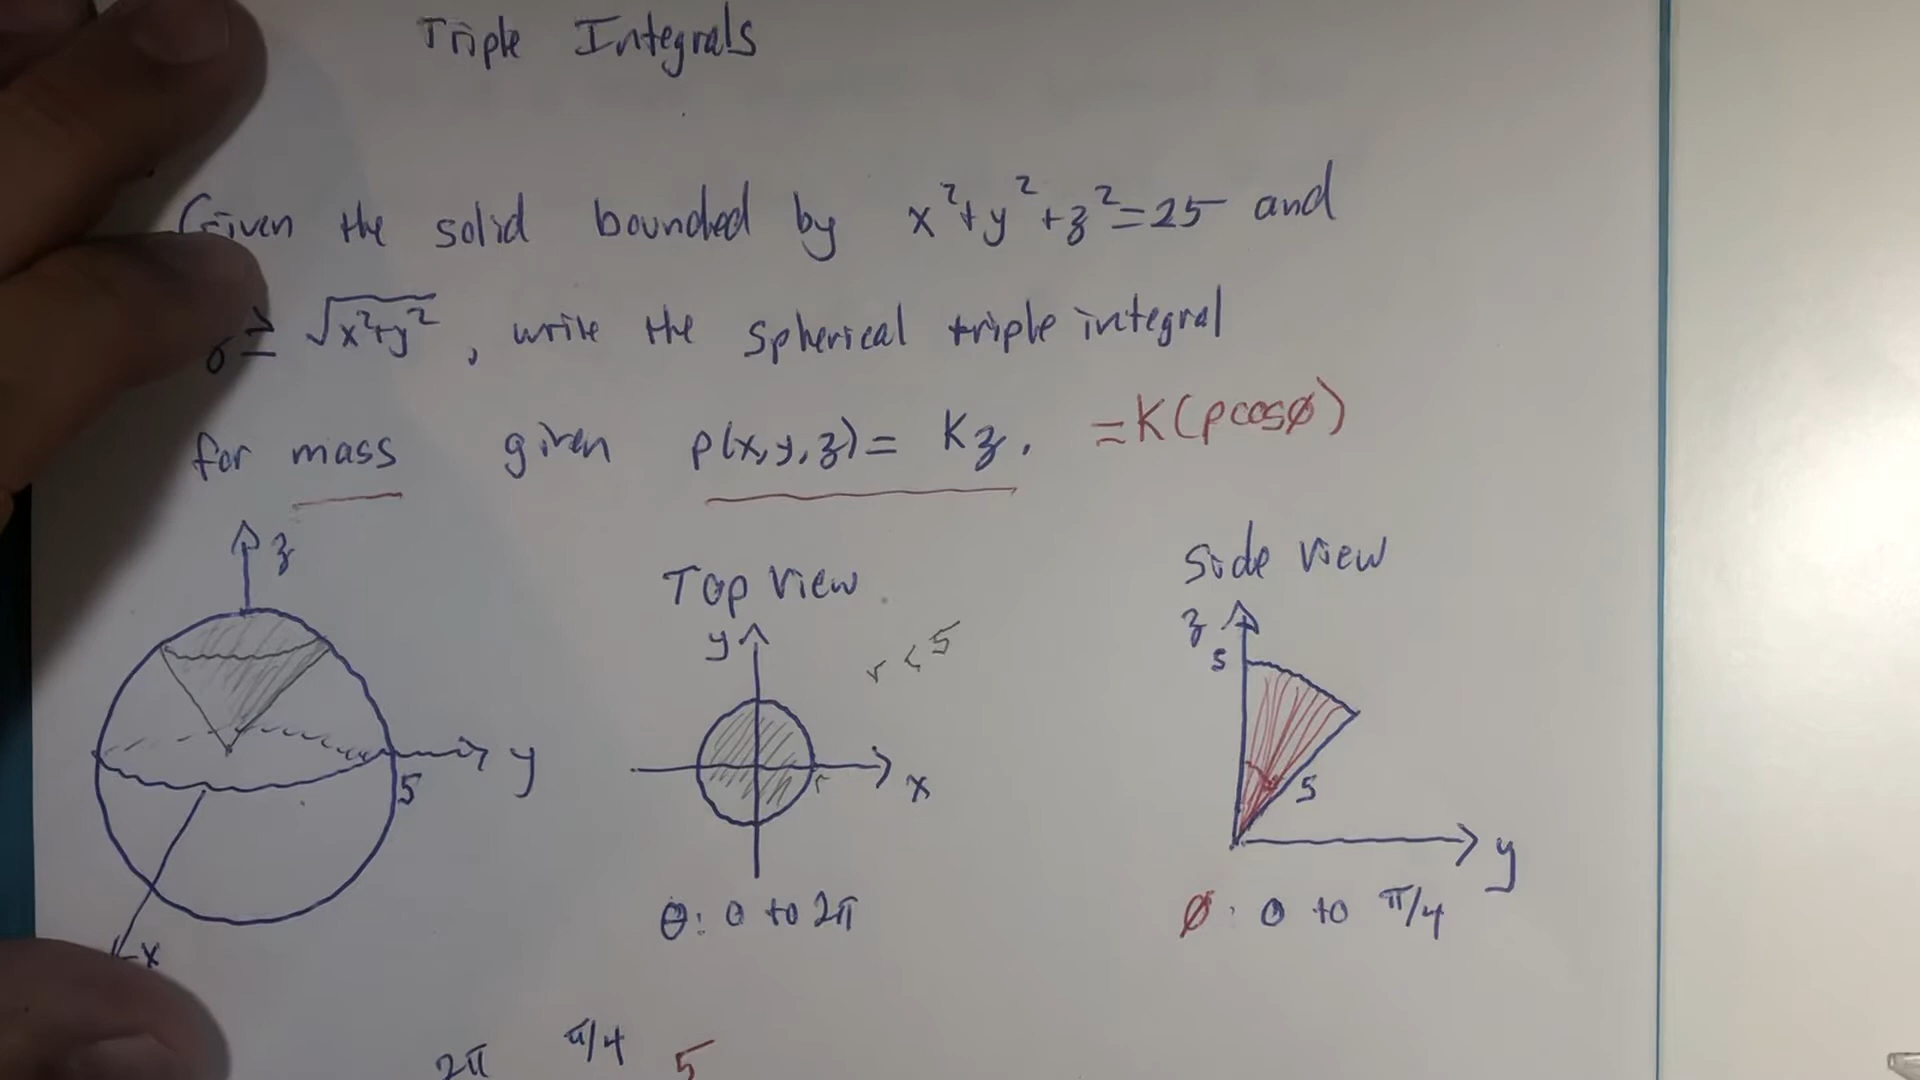 Triple Integrals
Given the solid bounded by x²+y²+z²=25 and
≥ √x²+y² , write the spherical triple integral
for mass given ρ(x,y,z)= Kz. =K(ρcosø)
z
y
5
x
Top View
y
r < 5
r
x
θ: 0 to 2π
Side View
z
5
5
y
ø: 0 to π/4
2π π/4 5